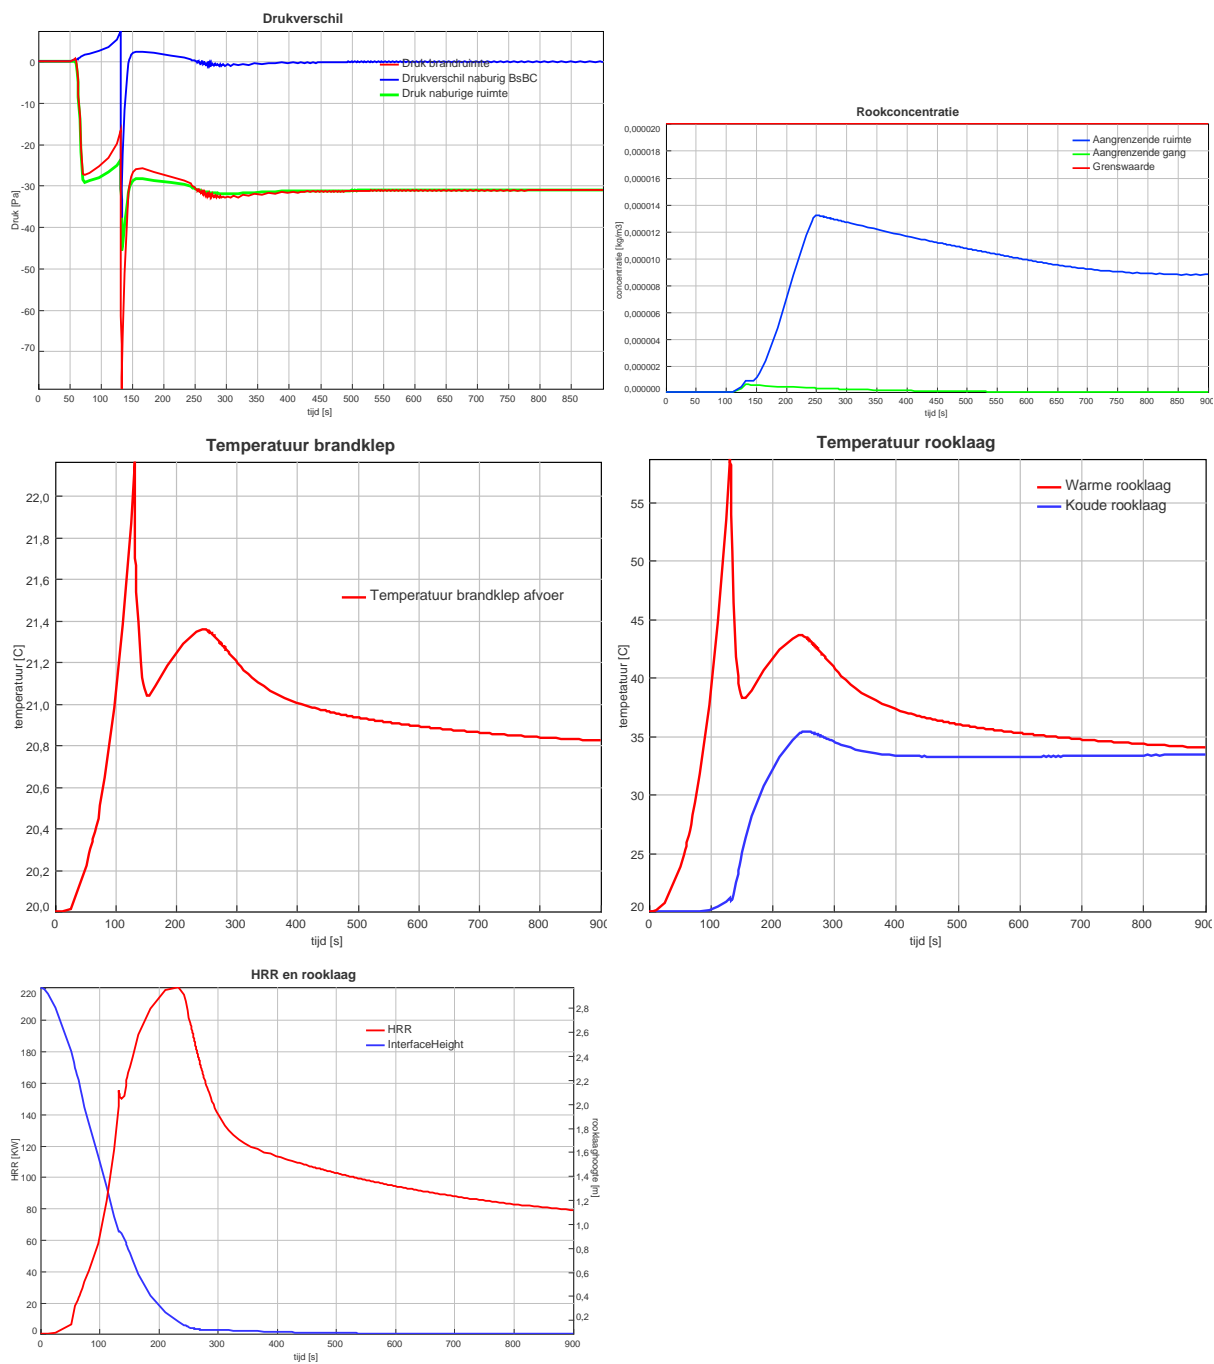 Drukverschil
0
-10
-20
-30
-40
-50
-60
-70
Druk [Pa]
Druk brandruimte
Drukverschil naburig BsBC
Druk naburige ruimte
0 50 100 150 200 250 300 350 400 450 500 550 600 650 700 750 800 850
tijd [s]
Rookconcentratie
0,000020
0,000018
0,000016
0,000014
0,000012
0,000010
0,000008
0,000006
0,000004
0,000002
0,000000
concentratie [kg/m3]
Aangrenzende ruimte
Aangrenzende gang
Grenswaarde
0 50 100 150 200 250 300 350 400 450 500 550 600 650 700 750 800 850 900
tijd [s]
Temperatuur brandklep
22,0
21,8
21,6
21,4
21,2
21,0
20,8
20,6
20,4
20,2
20,0
temperatuur [C]
Temperatuur brandklep afvoer
0 100 200 300 400 500 600 700 800 900
tijd [s]
Temperatuur rooklaag
55
50
45
40
35
30
25
20
tempetatuur [C]
Warme rooklaag
Koude rooklaag
0 100 200 300 400 500 600 700 800 900
tijd [s]
HRR en rooklaag
220
200
180
160
140
120
100
80
60
40
20
0
HRR [KW]
HRR
InterfaceHeight
2,8
2,6
2,4
2,2
2,0
1,8
1,6
1,4
1,2
1,0
0,8
0,6
0,4
0,2
rooklaaghoogte [m]
0 100 200 300 400 500 600 700 800 900
tijd [s]